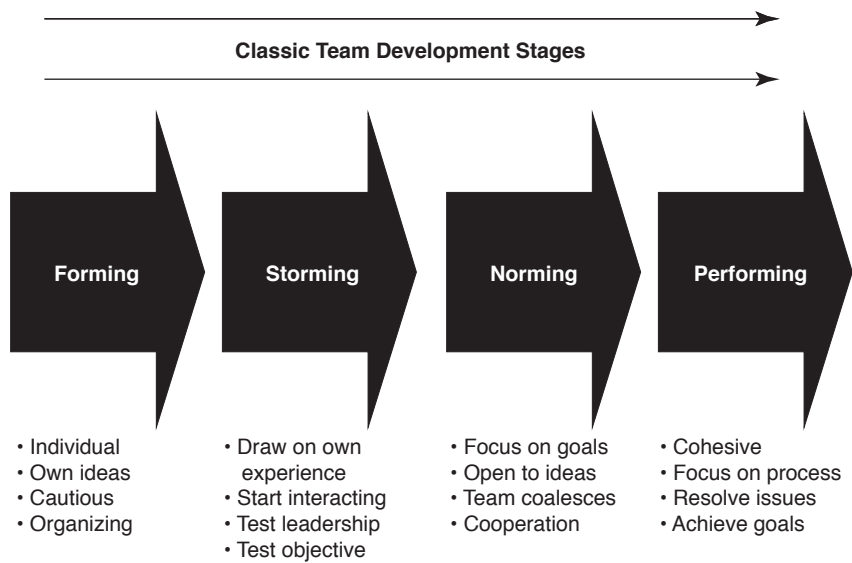 Classic Team Development Stages
Forming
Storming
Norming
Performing
• Individual
• Own ideas
• Cautious
• Organizing
• Draw on own
experience
• Start interacting
• Test leadership
• Test objective
• Focus on goals
• Open to ideas
• Team coalesces
• Cooperation
• Cohesive
• Focus on process
• Resolve issues
• Achieve goals